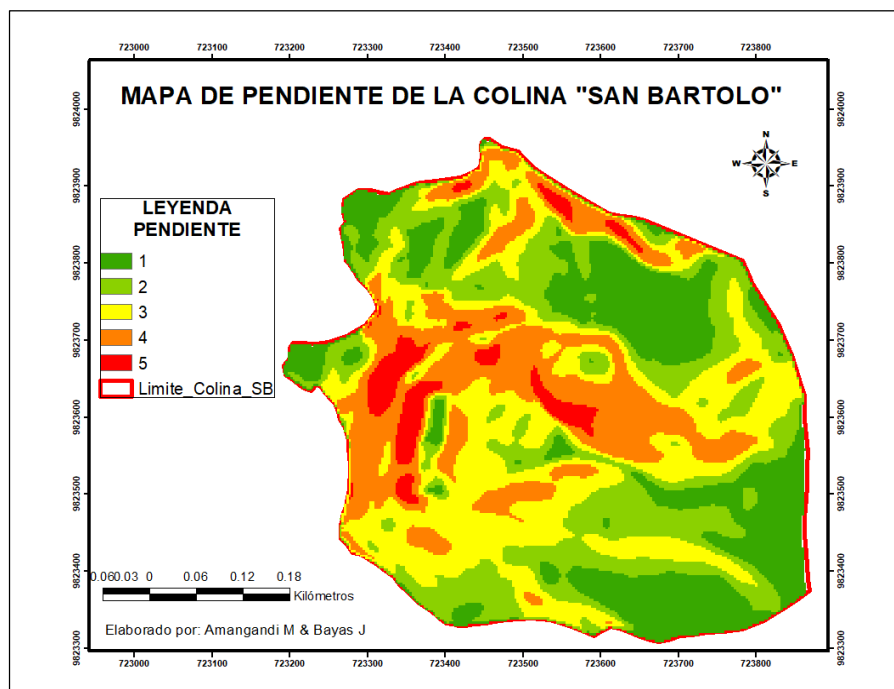 723000 723100 723200 723300 723400 723500 723600 723700 723800
MAPA DE PENDIENTE DE LA COLINA "SAN BARTOLO"
N
W E
S
9824000 9824000
9823900 9823900
LEYENDA
PENDIENTE
1
2
3
4
5
Limite_Colina_SB
9823800 9823800
9823700 9823700
9823600 9823600
9823500 9823500
9823400 9823400
0.060.03 0 0.06 0.12 0.18
Kilómetros
Elaborado por: Amangandi M & Bayas J
9823300 9823300
723000 723100 723200 723300 723400 723500 723600 723700 723800